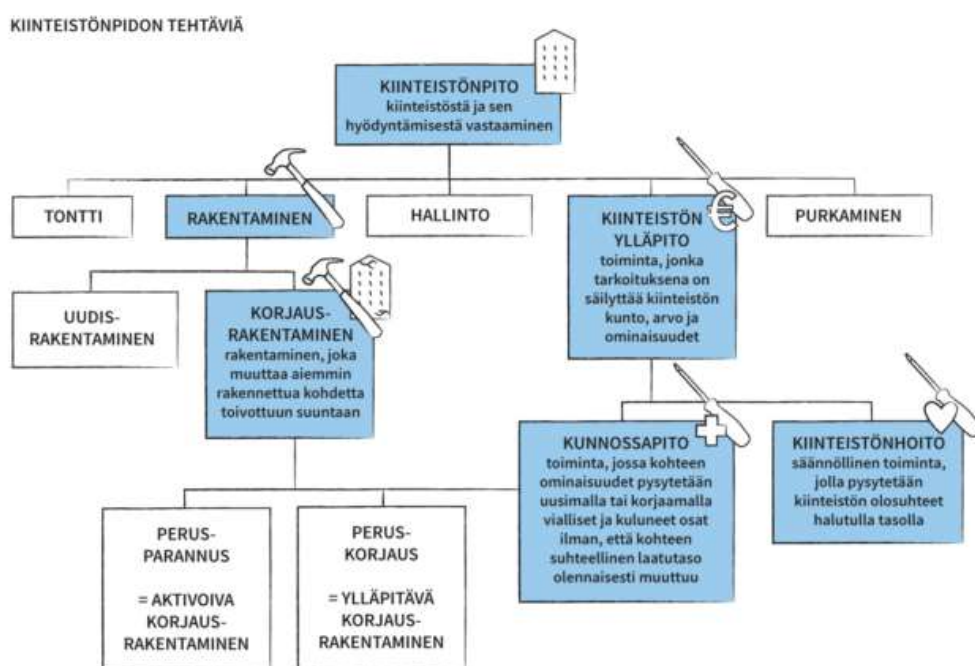 KIINTEISTÖNPIDON TEHTÄVIÄ
KIINTEISTÖNPITO
kiinteistöstä ja sen
hyödyntämisestä vastaaminen
TONTTI
RAKENTAMINEN
HALLINTO
KIINTEISTÖN
YLLÄPITO
toiminta, jonka
tarkoituksena on
säilyttää kiinteistön
kunto, arvo ja
ominaisuudet
€
PURKAMINEN
UUDIS-
RAKENTAMINEN
KORJAUS-
RAKENTAMINEN
rakentaminen, joka
muuttaa aiemmin
rakennettua kohdetta
toivottuun suuntaan
KUNNOSSAPITO
toiminta, jossa kohteen
ominaisuudet pysytetään
uusimalla tai korjaamalla
vialliset ja kuluneet osat
ilman, että kohteen
suhteellinen laatutaso
olennaisesti muuttuu
KIINTEISTÖNHOITO
säännöllinen toiminta,
jolla pysytetään
kiinteistön olosuhteet
halutulla tasolla
PERUS-
PARANNUS
= AKTIVOIVA
KORJAUS-
RAKENTAMINEN
PERUS-
KORJAUS
= YLLÄPITÄVÄ
KORJAUS-
RAKENTAMINEN